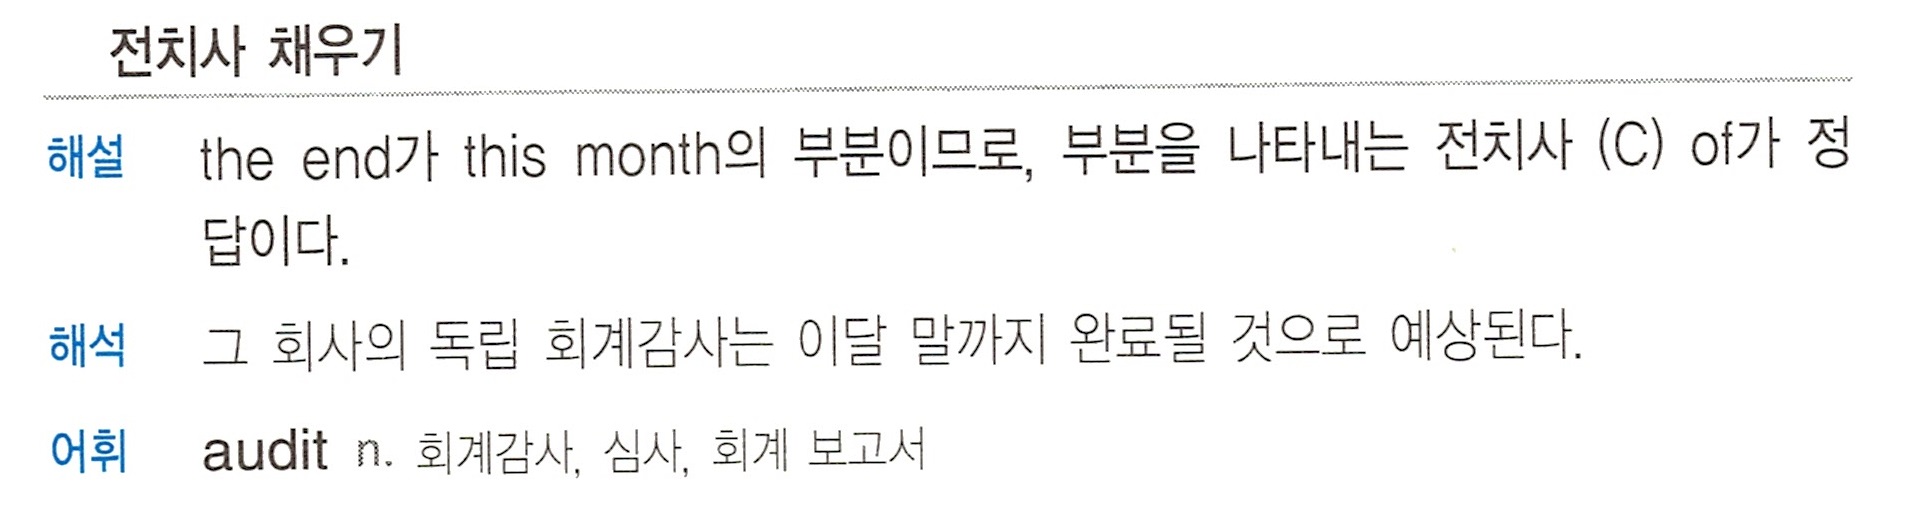 전치사 채우기
해설 the end가 this month의 부분이므로, 부분을 나타내는 전치사 (C) of가 정
답이다.
해석 그 회사의 독립 회계감사는 이달 말까지 완료될 것으로 예상된다.
어휘 audit n. 회계감사, 심사, 회계 보고서